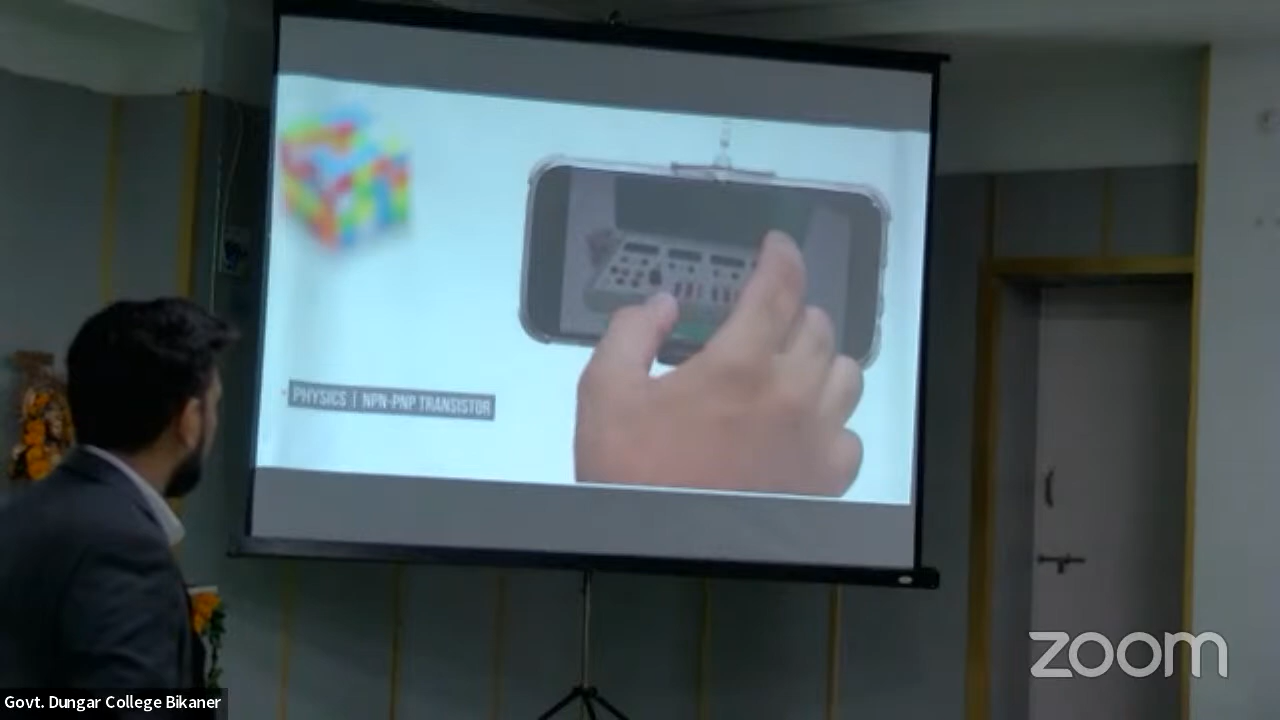 PHYSICS | NPN-PNP TRANSISTOR
zoom
Govt. Dungar College Bikaner